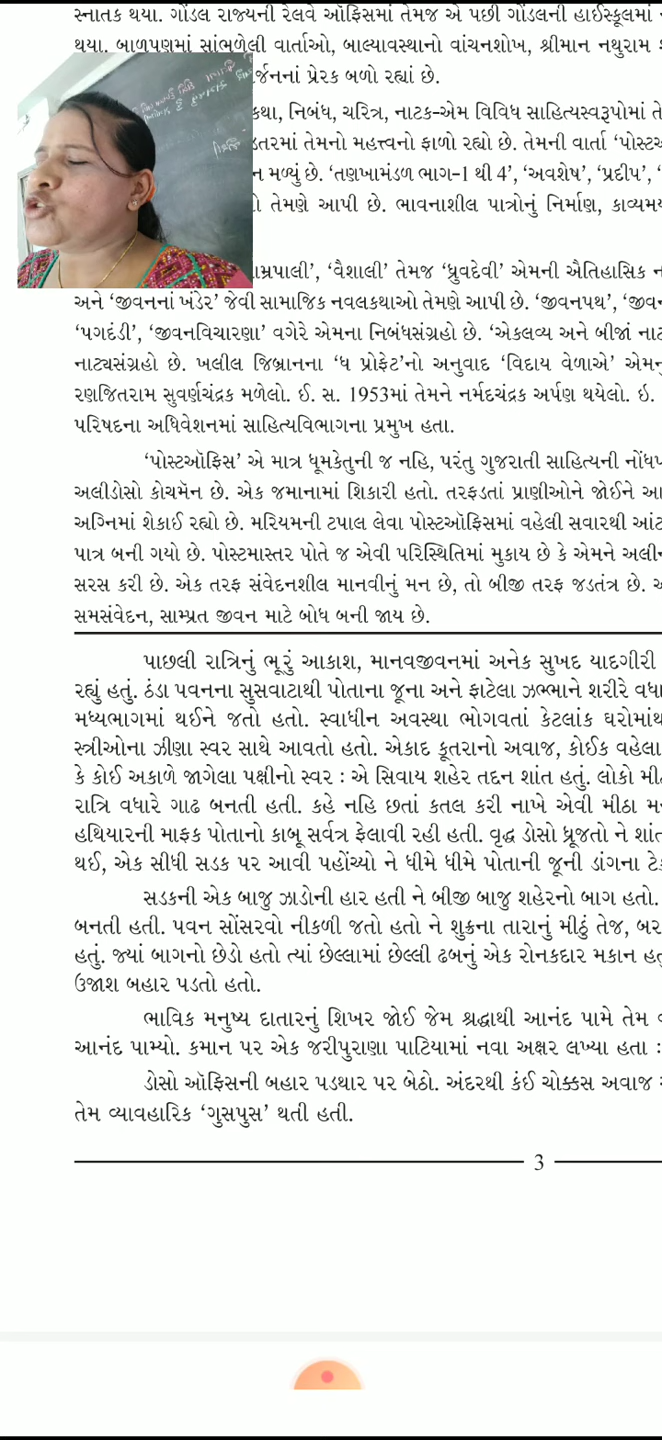 સ્નાતક થયા. ગોંડલ રાજ્યની રેલવે ઑફિસમાં તેમજ એ પછી ગોંડલની હાઈસ્કૂલમાં
થયા. બાળપણમાં સાંભળેલી વાર્તાઓ, બાલ્યાવસ્થાનો વાંચનશોખ, શ્રીમાન નથુરામ
ર્જનનાં પ્રેરક બળો રહ્યાં છે.
કથા, નિબંધ, ચરિત્ર, નાટક-એમ વિવિધ સાહિત્યસ્વરૂપોમાં તે
ડતરમાં તેમનો મહત્ત્વનો ફાળો રહ્યો છે. તેમની વાર્તા ‘પોસ્ટઑ
ન મળ્યું છે. ‘તણખામંડળ ભાગ-1 થી 4’, ‘અવશેષ’, ‘પ્રદીપ’, ‘
ો તેમણે આપી છે. ભાવનાશીલ પાત્રોનું નિર્માણ, કાવ્યમય
ામ્રપાલી’, ‘વૈશાલી’ તેમજ ‘ધ્રુવદેવી’ એમની ઐતિહાસિક ન
અને ‘જીવનનાં ખંડેર’ જેવી સામાજિક નવલકથાઓ તેમણે આપી છે. ‘જીવનપથ’, ‘જીવન
‘પગદંડી’, ‘જીવનવિચારણા’ વગેરે એમના નિબંધસંગ્રહો છે. ‘એકલવ્ય અને બીજાં નાટ
નાટ્યસંગ્રહો છે. ખલીલ જિબ્રાનના ‘ધ પ્રોફેટ’નો અનુવાદ ‘વિદાય વેળાએ’ એમન
રણજિતરામ સુવર્ણચંદ્રક મળેલો. ઈ. સ. 1953માં તેમને નર્મદચંદ્રક અર્પણ થયેલો. ઇ.
પરિષદના અધિવેશનમાં સાહિત્યવિભાગના પ્રમુખ હતા.
‘પોસ્ટઑફિસ’ એ માત્ર ધૂમકેતુની જ નહિ, પરંતુ ગુજરાતી સાહિત્યની નોંધપ
અલીડોસો કોચમૅન છે. એક જમાનામાં શિકારી હતો. તરફડતાં પ્રાણીઓને જોઈને આ
અગ્નિમાં શેકાઈ રહ્યો છે. મરિયમની ટપાલ લેવા પોસ્ટઑફિસમાં વહેલી સવારથી આંટ
પાત્ર બની ગયો છે. પોસ્ટમાસ્તર પોતે જ એવી પરિસ્થિતિમાં મુકાય છે કે એમને અલીન
સરસ કરી છે. એક તરફ સંવેદનશીલ માનવીનું મન છે, તો બીજી તરફ જડતંત્ર છે. અ
સમસંવેદન, સામ્પ્રત જીવન માટે બોધ બની જાય છે.
પાછલી રાત્રિનું ભૂરું આકાશ, માનવજીવનમાં અનેક સુખદ યાદગીરી
રહ્યું હતું. ઠંડા પવનના સુસવાટાથી પોતાના જૂના અને ફાટેલા ઝભ્ભાને શરીરે વધા
મધ્યભાગમાં થઈને જતો હતો. સ્વાધીન અવસ્થા ભોગવતાં કેટલાંક ઘરોમાંથ
સ્ત્રીઓના ઝીણા સ્વર સાથે આવતો હતો. એકાદ કૂતરાનો અવાજ, કોઈક વહેલા
કે કોઈ અકાળે જાગેલા પક્ષીનો સ્વર : એ સિવાય શહેર તદ્દન શાંત હતું. લોકો મી
રાત્રિ વધારે ગાઢ બનતી હતી. કહે નહિ છતાં કતલ કરી નાખે એવી મીઠા મ
હથિયારની માફક પોતાનો કાબૂ સર્વત્ર ફેલાવી રહી હતી. વૃદ્ધ ડોસો ધ્રૂજતો ને શાંત
થઈ, એક સીધી સડક પર આવી પહોંચ્યો ને ધીમે ધીમે પોતાની જૂની ડાંગના ટે
સડકની એક બાજુ ઝાડોની હાર હતી ને બીજી બાજુ શહેરનો બાગ હતો.
બનતી હતી. પવન સોંસરવો નીકળી જતો હતો ને શુક્રના તારાનું મીઠું તેજ, બર
હતું. જ્યાં બાગનો છેડો હતો ત્યાં છેલ્લામાં છેલ્લી ઢબનું એક રોનકદાર મકાન હત
ઉજાશ બહાર પડતો હતો.
ભાવિક મનુષ્ય દાતારનું શિખર જોઈ જેમ શ્રદ્ધાથી આનંદ પામે તેમ
આનંદ પામ્યો. કમાન પર એક જરીપુરાણા પાટિયામાં નવા અક્ષર લખ્યા હતા :
ડોસો ઑફિસની બહાર પડથાર પર બેઠો. અંદરથી કંઈ ચોક્કસ અવાજ
તેમ વ્યાવહારિક ‘ગુસપુસ’ થતી હતી.
3